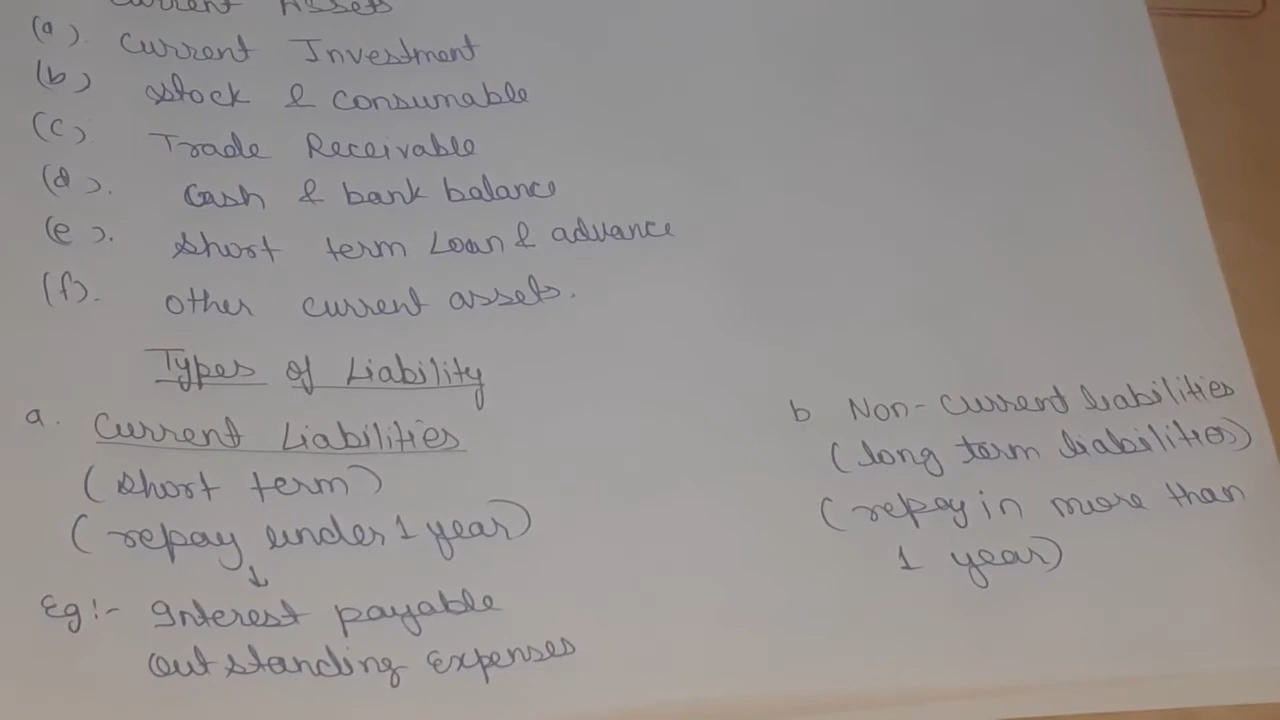 Current Assets
(a). Current Investment
(b) Stock & consumable
(c) Trade Receivable
(d). Cash & bank balance
(e). Short term Loan & advance
(f). other current assets.
Types of Liability
a. Current Liabilities
(short term)
(repay under 1 year)
↓
Eg:- Interest payable
outstanding expenses
b Non-current liabilities
(long term liabilities)
(repay in more than
1 year)